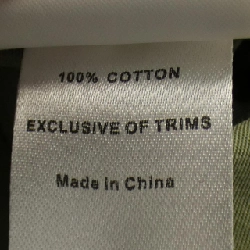 100% COTTON
EXCLUSIVE OF TRIMS
Made in China